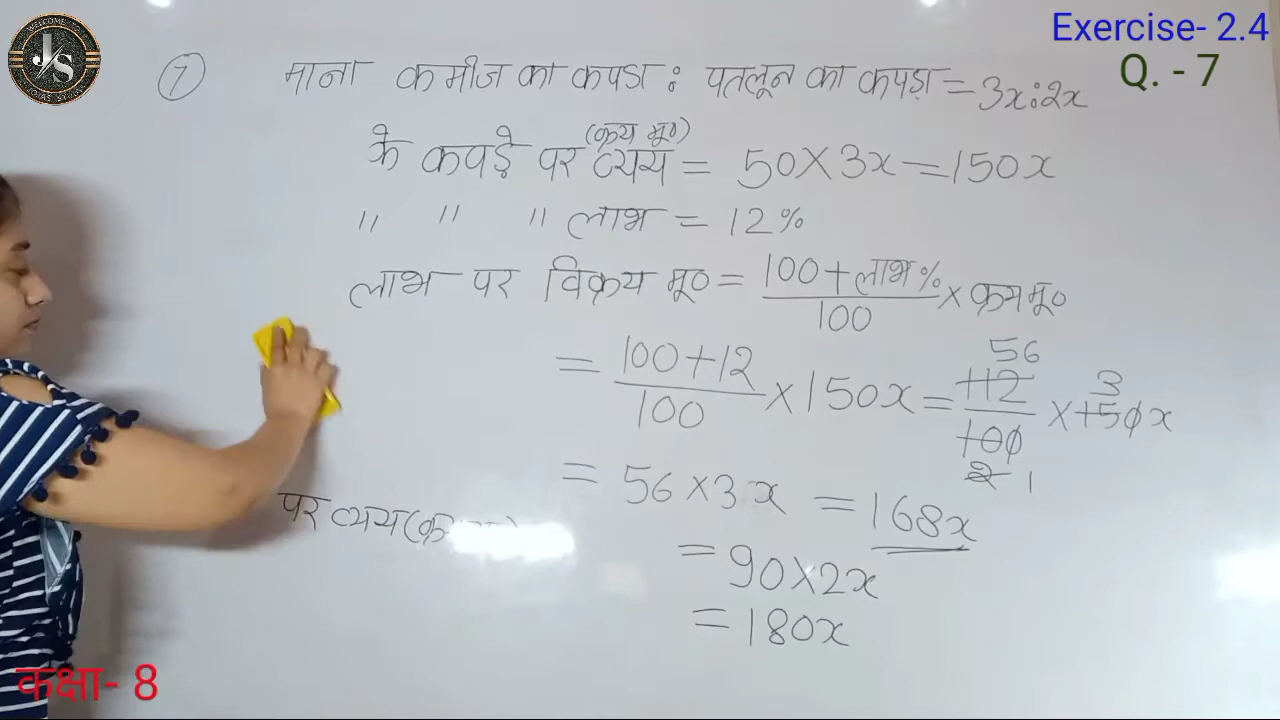 WELCOME TO
J/S
Exercise- 2.4
Q. - 7
7 माना कमीज का कपडा : पतलून का कपड़ा = 3x:2x
(क्रय मू०)
के कपड़े पर व्यय = 50×3x = 150x
" " " लाभ = 12%
लाभ पर विक्रय मू० = 100+लाभ%/100 × क्रय मू०
= 100+12/100 × 150x = 112/100 × 150x
56 3
2 1
= 56×3x = 168x
पर व्यय(क्र
= 90×2x
= 180x
कक्षा- 8